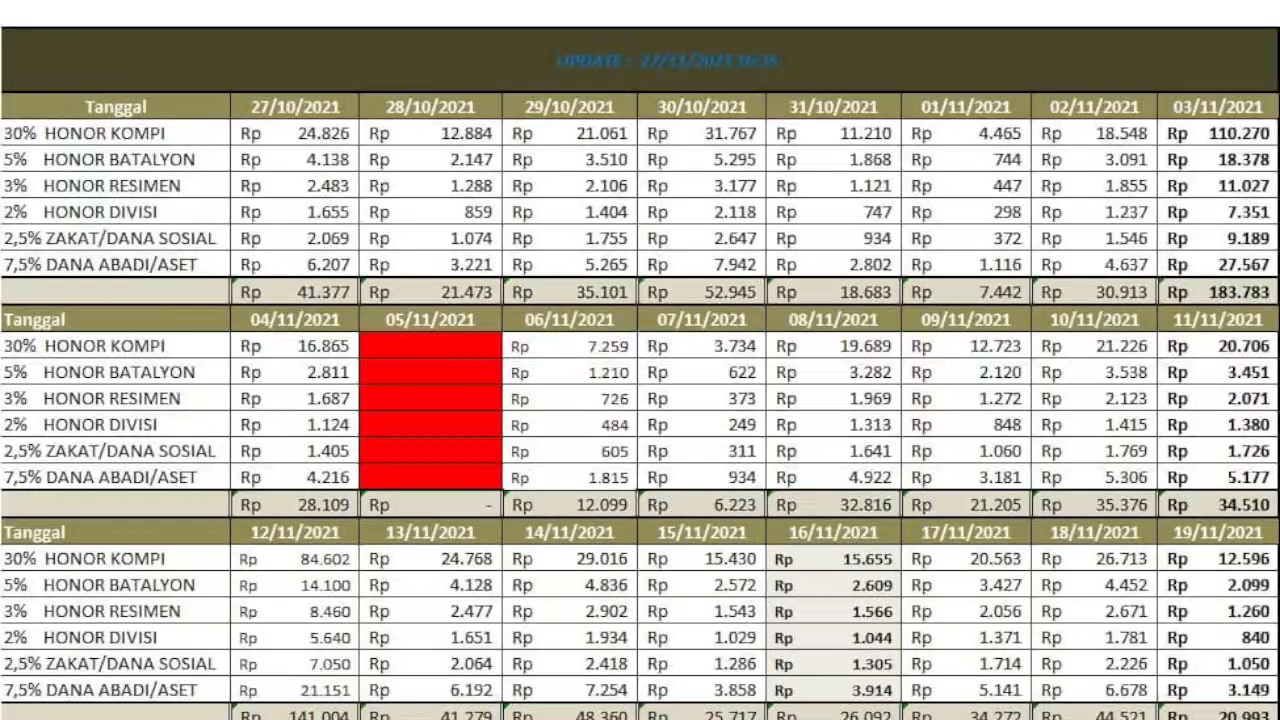 UPDATE - 27/11/2021 16:35
Tanggal 27/10/2021 28/10/2021 29/10/2021 30/10/2021 31/10/2021 01/11/2021 02/11/2021 03/11/2021
30% HONOR KOMPI Rp 24.826 Rp 12.884 Rp 21.061 Rp 31.767 Rp 11.210 Rp 4.465 Rp 18.548 Rp 110.270
5% HONOR BATALYON Rp 4.138 Rp 2.147 Rp 3.510 Rp 5.295 Rp 1.868 Rp 744 Rp 3.091 Rp 18.378
3% HONOR RESIMEN Rp 2.483 Rp 1.288 Rp 2.106 Rp 3.177 Rp 1.121 Rp 447 Rp 1.855 Rp 11.027
2% HONOR DIVISI Rp 1.655 Rp 859 Rp 1.404 Rp 2.118 Rp 747 Rp 298 Rp 1.237 Rp 7.351
2,5% ZAKAT/DANA SOSIAL Rp 2.069 Rp 1.074 Rp 1.755 Rp 2.647 Rp 934 Rp 372 Rp 1.546 Rp 9.189
7,5% DANA ABADI/ASET Rp 6.207 Rp 3.221 Rp 5.265 Rp 7.942 Rp 2.802 Rp 1.116 Rp 4.637 Rp 27.567
Rp 41.377 Rp 21.473 Rp 35.101 Rp 52.945 Rp 18.683 Rp 7.442 Rp 30.913 Rp 183.783
Tanggal 04/11/2021 05/11/2021 06/11/2021 07/11/2021 08/11/2021 09/11/2021 10/11/2021 11/11/2021
30% HONOR KOMPI Rp 16.865 Rp 7.259 Rp 3.734 Rp 19.689 Rp 12.723 Rp 21.226 Rp 20.706
5% HONOR BATALYON Rp 2.811 Rp 1.210 Rp 622 Rp 3.282 Rp 2.120 Rp 3.538 Rp 3.451
3% HONOR RESIMEN Rp 1.687 Rp 726 Rp 373 Rp 1.969 Rp 1.272 Rp 2.123 Rp 2.071
2% HONOR DIVISI Rp 1.124 Rp 484 Rp 249 Rp 1.313 Rp 848 Rp 1.415 Rp 1.380
2,5% ZAKAT/DANA SOSIAL Rp 1.405 Rp 605 Rp 311 Rp 1.641 Rp 1.060 Rp 1.769 Rp 1.726
7,5% DANA ABADI/ASET Rp 4.216 Rp 1.815 Rp 934 Rp 4.922 Rp 3.181 Rp 5.306 Rp 5.177
Rp 28.109 Rp - Rp 12.099 Rp 6.223 Rp 32.816 Rp 21.205 Rp 35.376 Rp 34.510
Tanggal 12/11/2021 13/11/2021 14/11/2021 15/11/2021 16/11/2021 17/11/2021 18/11/2021 19/11/2021
30% HONOR KOMPI Rp 84.602 Rp 24.768 Rp 29.016 Rp 15.430 Rp 15.655 Rp 20.563 Rp 26.713 Rp 12.596
5% HONOR BATALYON Rp 14.100 Rp 4.128 Rp 4.836 Rp 2.572 Rp 2.609 Rp 3.427 Rp 4.452 Rp 2.099
3% HONOR RESIMEN Rp 8.460 Rp 2.477 Rp 2.902 Rp 1.543 Rp 1.566 Rp 2.056 Rp 2.671 Rp 1.260
2% HONOR DIVISI Rp 5.640 Rp 1.651 Rp 1.934 Rp 1.029 Rp 1.044 Rp 1.371 Rp 1.781 Rp 840
2,5% ZAKAT/DANA SOSIAL Rp 7.050 Rp 2.064 Rp 2.418 Rp 1.286 Rp 1.305 Rp 1.714 Rp 2.226 Rp 1.050
7,5% DANA ABADI/ASET Rp 21.151 Rp 6.192 Rp 7.254 Rp 3.858 Rp 3.914 Rp 5.141 Rp 6.678 Rp 3.149
Rp 141.004 Rp 41.279 Rp 48.360 Rp 25.717 Rp 26.092 Rp 34.272 Rp 44.521 Rp 20.993